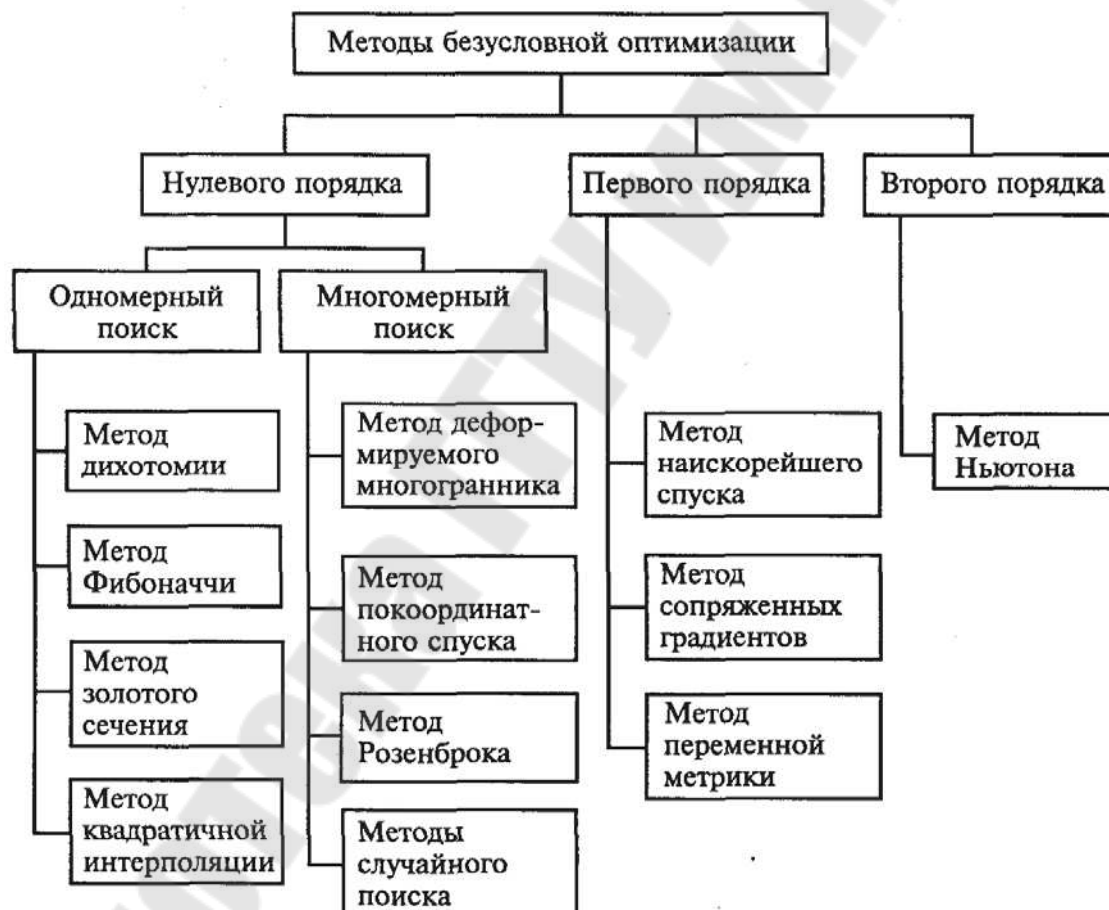 Методы безусловной оптимизации
Нулевого порядка
Первого порядка
Второго порядка
Одномерный
поиск
Многомерный
поиск
Метод
дихотомии
Метод
Фибоначчи
Метод
золотого
сечения
Метод
квадратичной
интерполяции
Метод дефор-
мируемого
многогранника
Метод
покоординат-
ного спуска
Метод
Розенброка
Методы
случайного
поиска
Метод
наискорейшего
спуска
Метод
сопряженных
градиентов
Метод
переменной
метрики
Метод
Ньютона